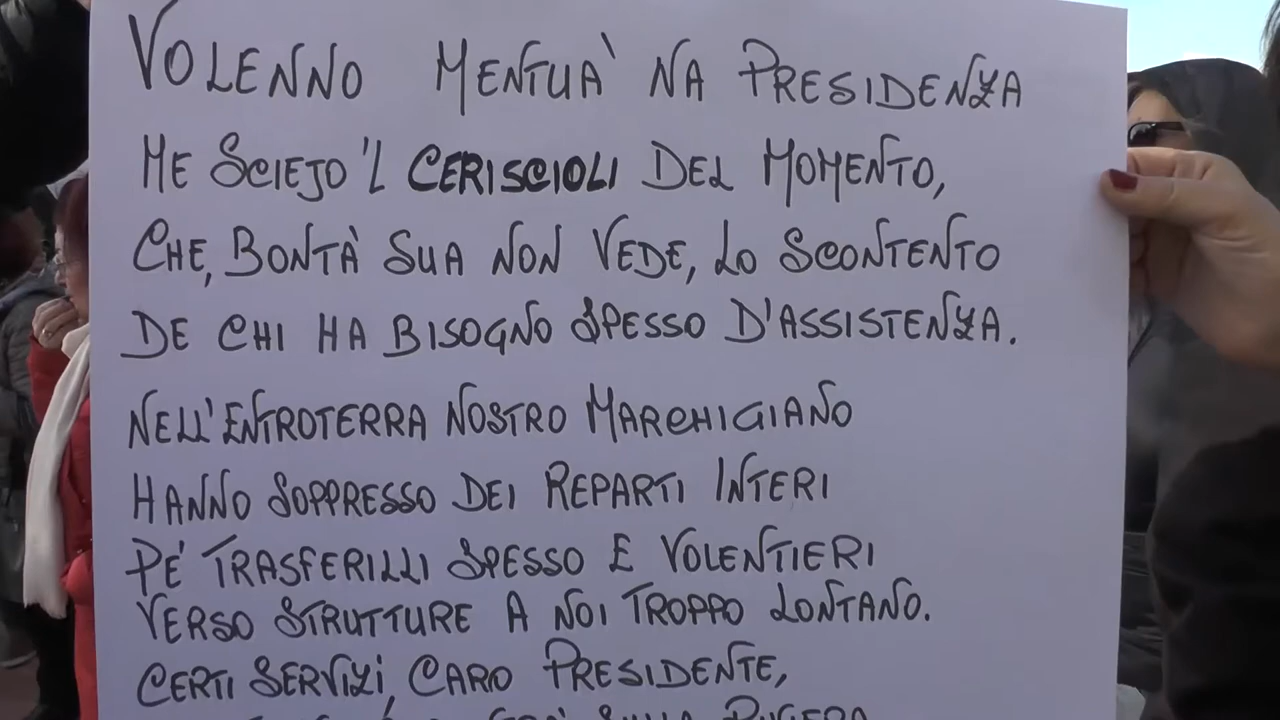 VOLENNO MENTUA' NA PRESIDENZA
ME SCIEJO 'L CERISCIOLI DEL MOMENTO,
CHE, BONTÀ SUA NON VEDE, LO SCONTENTO
DE CHI HA BISOGNO SPESSO D'ASSISTENZA.
NELL'ENTROTERRA NOSTRO MARCHIGIANO
HANNO SOPPRESSO DEI REPARTI INTERI
PE' TRASFERILLI SPESSO E VOLENTIERI
VERSO STRUTTURE A NOI TROPPO LONTANO.
CERTI SERVIZI, CARO PRESIDENTE,